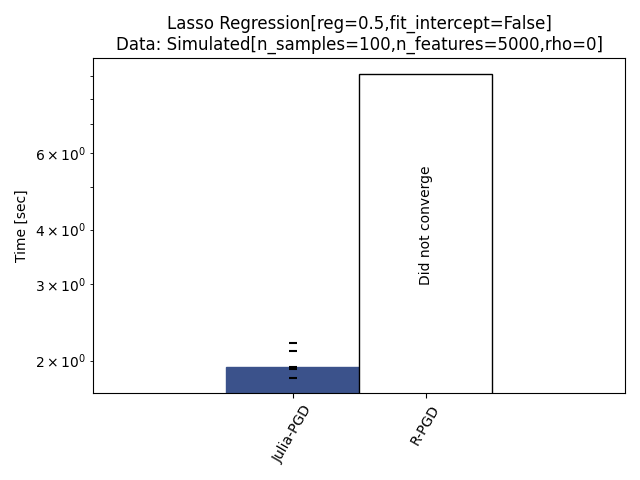 Lasso Regression[reg=0.5,fit_intercept=False]
Data: Simulated[n_samples=100,n_features=5000,rho=0]
Time [sec]
6 × 10⁰
4 × 10⁰
3 × 10⁰
2 × 10⁰
Did not converge
Julia-PGD
R-PGD